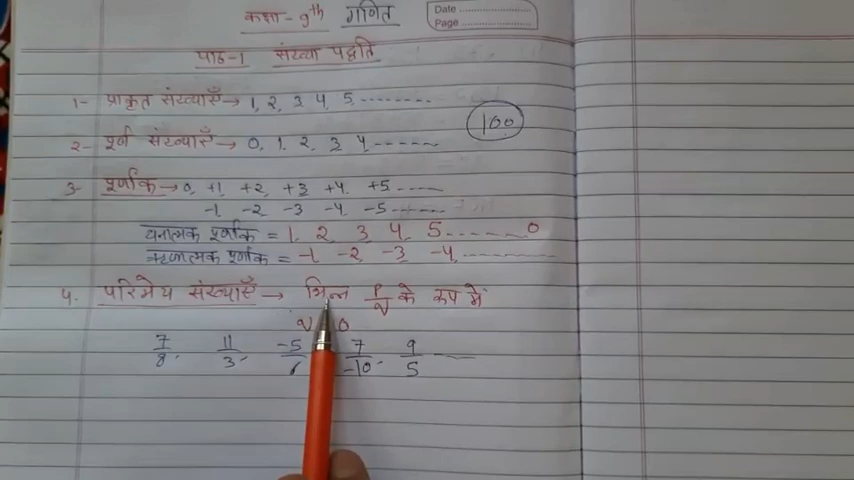 कक्षा - 9th गणित
Date
Page
पाठ-1 संख्या पद्धति
1- प्राकृत संख्याएँ → 1, 2, 3 4, 5, --------
2- पूर्ण संख्याएँ → 0, 1, 2, 3, 4, -------
100
3- पूर्णांक → 0, +1, +2, +3 +4, +5 -----
-1, -2, -3 -4, -5 ------
धनात्मक पूर्णांक = 1, 2, 3, 4, 5 ------- 0
ऋणात्मक पूर्णांक = -1, -2, -3, -4, ---------
4. परिमेय संख्याएँ → भिन्न p/q के रूप में
q 0
7/8, 11/3, -5/6 7/-10, 9/5 ----